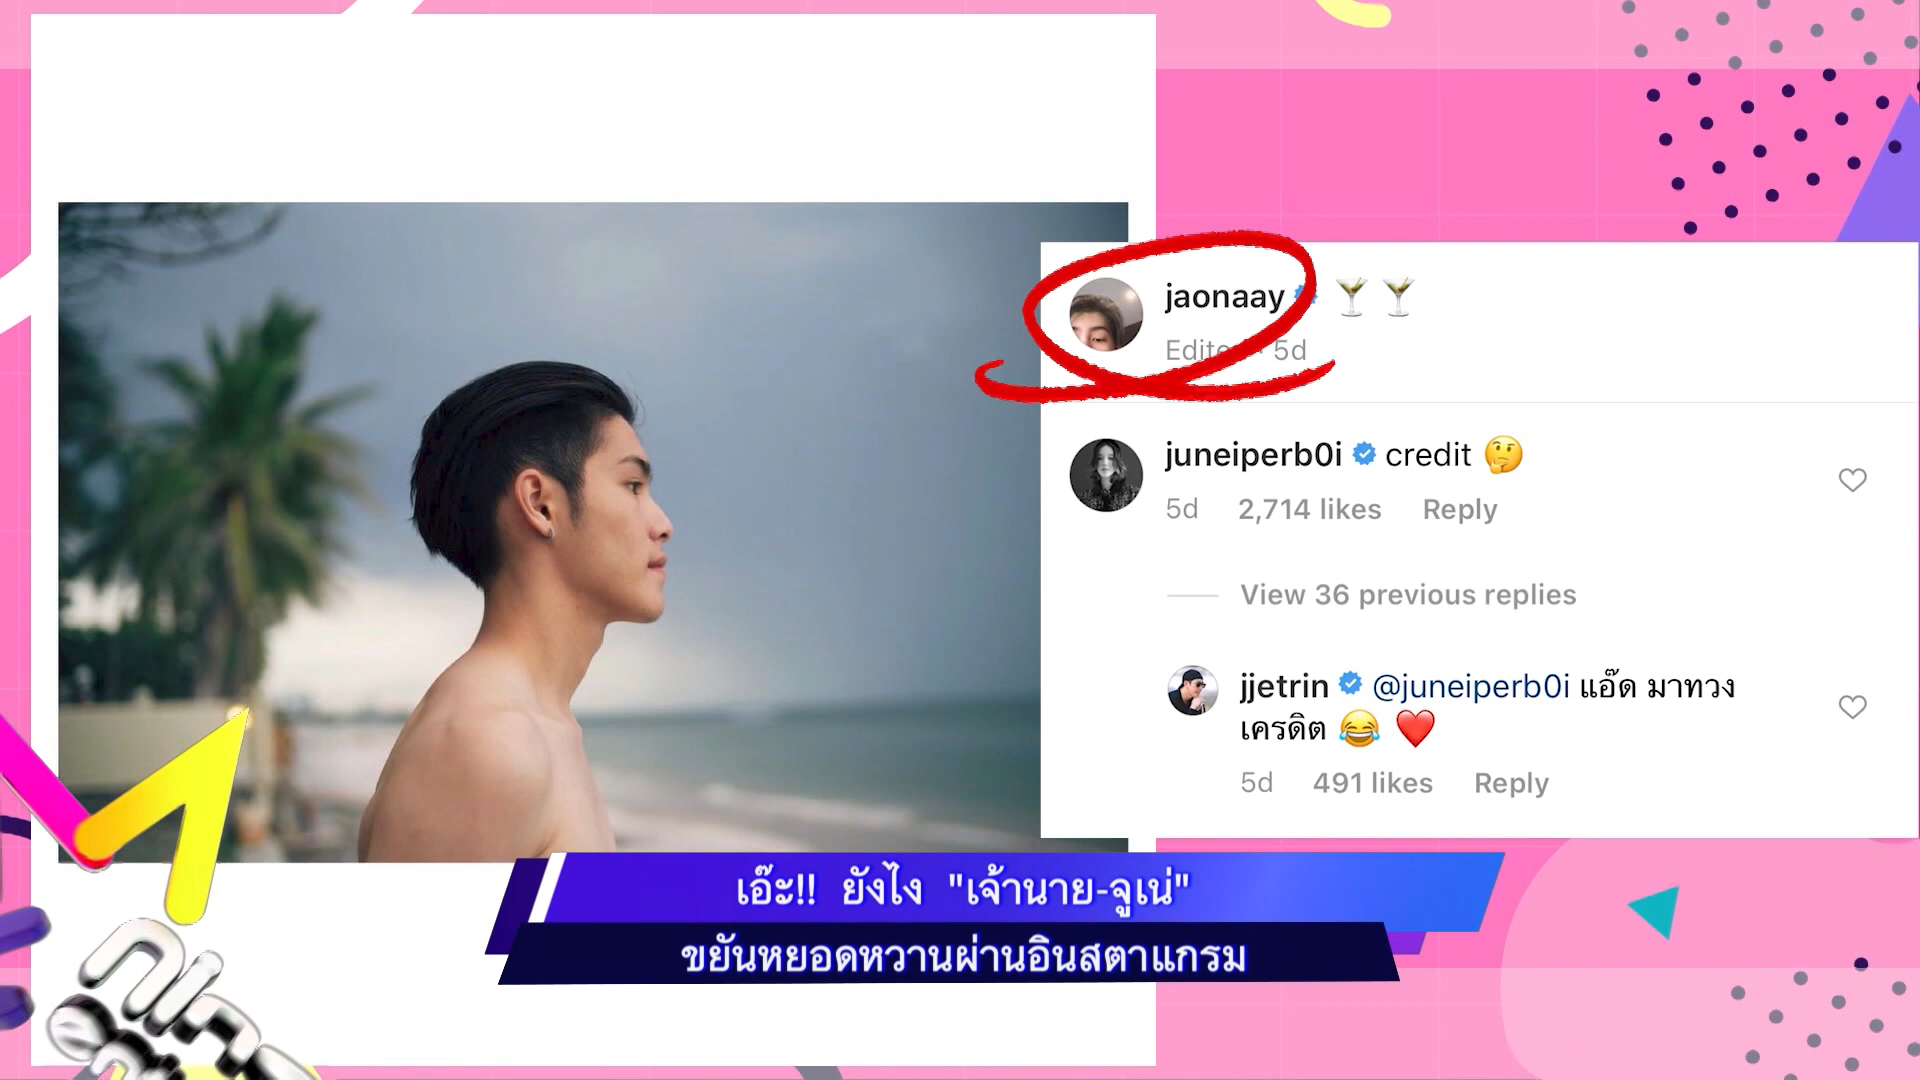 jaonaay 🍸 🍸
5d
juneiperb0i credit 🤔
5d 2,714 likes Reply
View 36 previous replies
jjetrin @juneiperb0i แอ๊ด มาทวง
เครดิต 😂 ❤️
5d 491 likes Reply
เอ๊ะ!! ยังไง "เจ้านาย-จูเน่"
ขยันหยอดหวานผ่านอินสตาแกรม